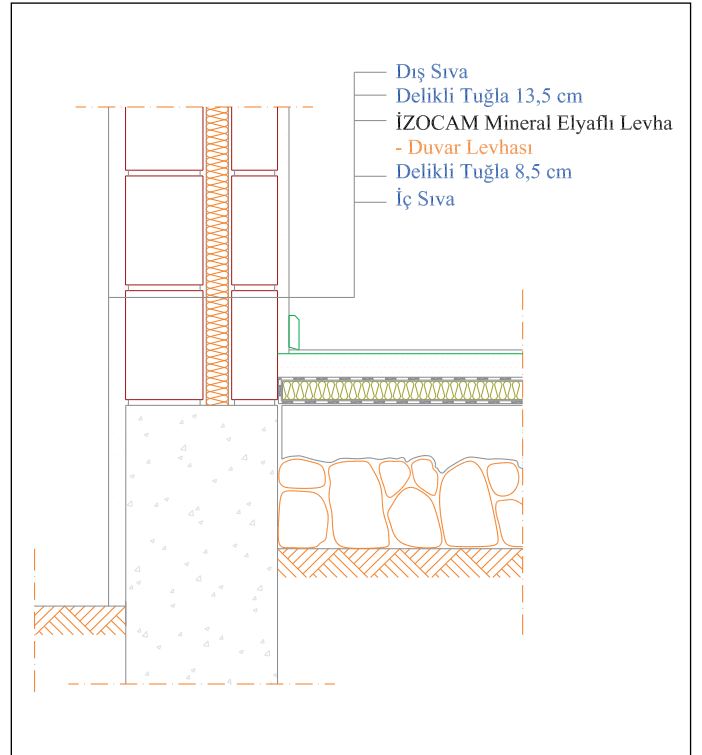 Dış Sıva
Delikli Tuğla 13,5 cm
İZOCAM Mineral Elyaflı Levha
- Duvar Levhası
Delikli Tuğla 8,5 cm
İç Sıva